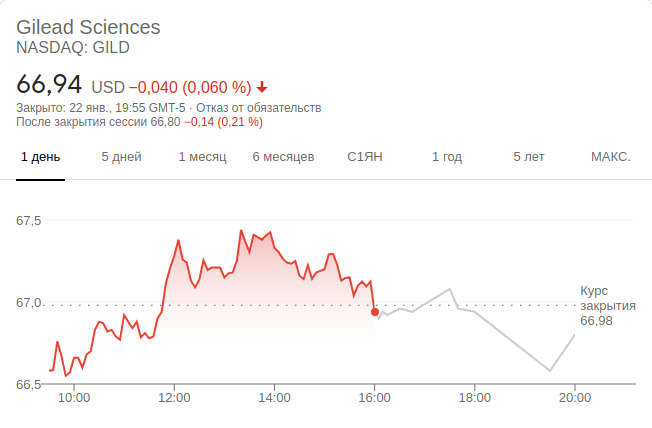 Gilead Sciences
NASDAQ: GILD
66,94 USD −0,040 (0,060 %)
Закрыто: 22 янв., 19:55 GMT-5 · Отказ от обязательств
После закрытия сессии 66,80 −0,14 (0,21 %)
1 день 5 дней 1 месяц 6 месяцев С1ЯН 1 год 5 лет МАКС.
67,5
67,0
66,5
Курс
закрытия
66,98
10:00 12:00 14:00 16:00 18:00 20:00